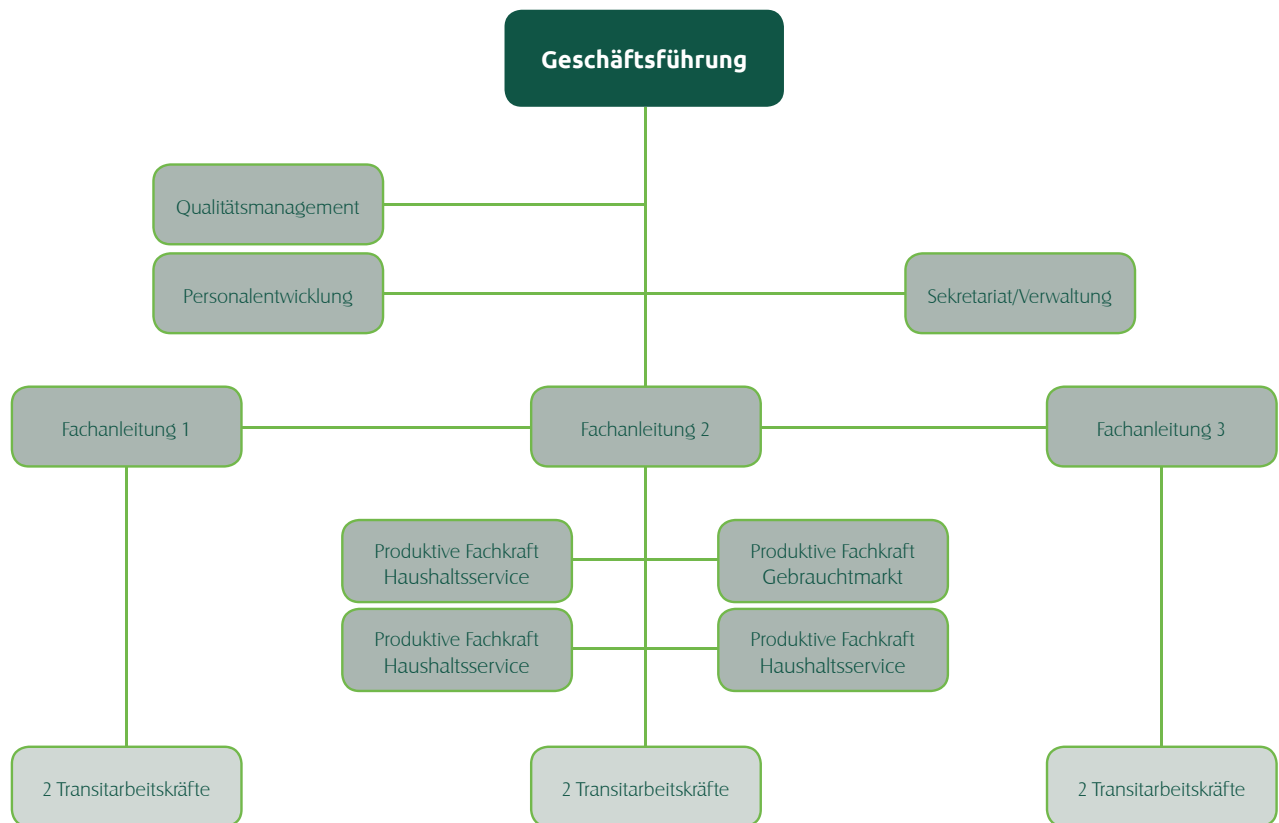 Geschäftsführung
Qualitätsmanagement
Personalentwicklung
Sekretariat/Verwaltung
Fachanleitung 1
Fachanleitung 2
Fachanleitung 3
Produktive Fachkraft
Haushaltsservice
Produktive Fachkraft
Gebrauchtmarkt
Produktive Fachkraft
Haushaltsservice
Produktive Fachkraft
Haushaltsservice
2 Transitarbeitskräfte
2 Transitarbeitskräfte
2 Transitarbeitskräfte